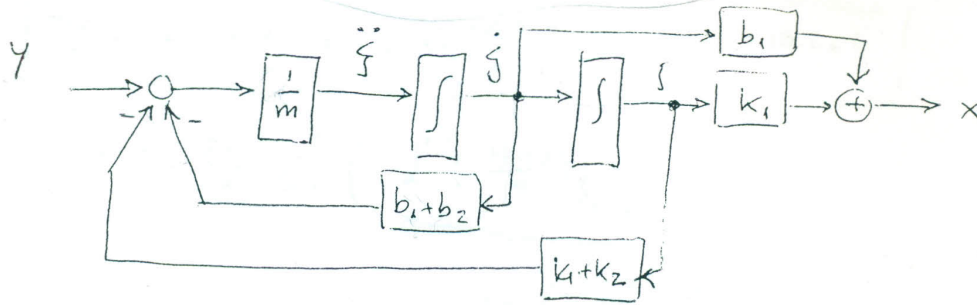 y
- -
1/m
ξ̈
∫
ξ̇
∫
ξ
b₁
k₁
+
x
b₁+b₂
k₁+k₂